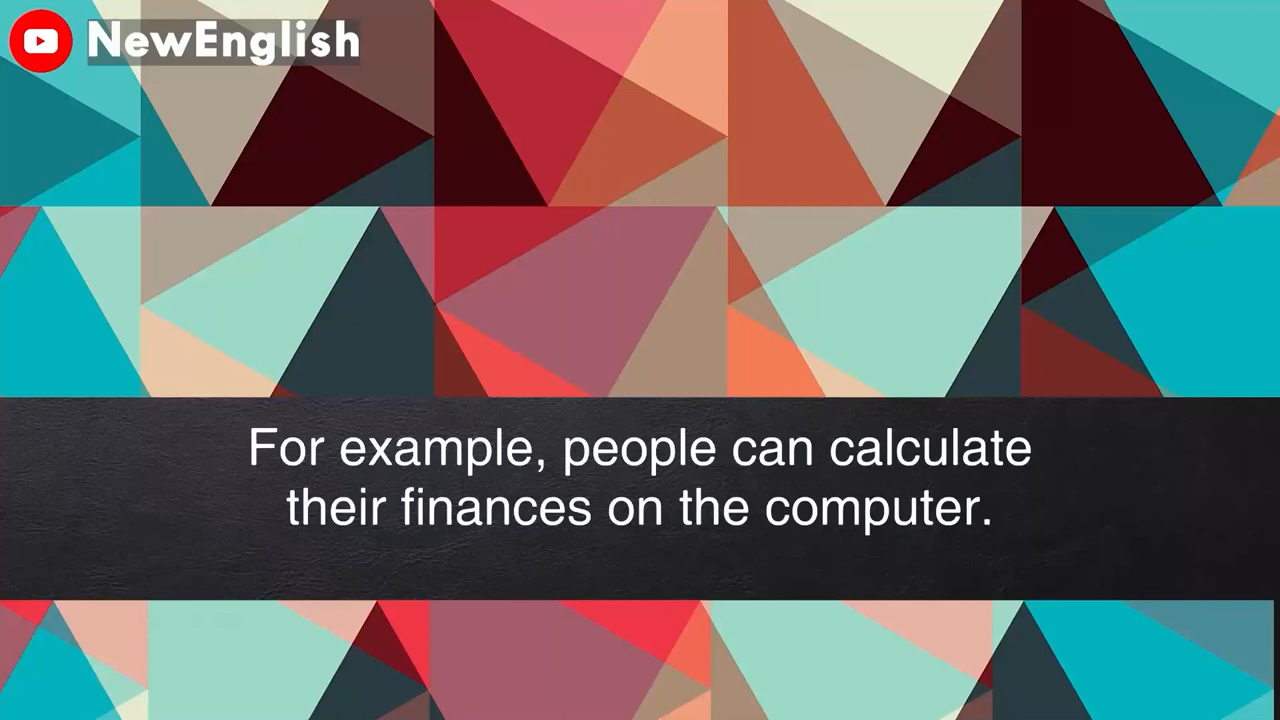 NewEnglish
For example, people can calculate
their finances on the computer.